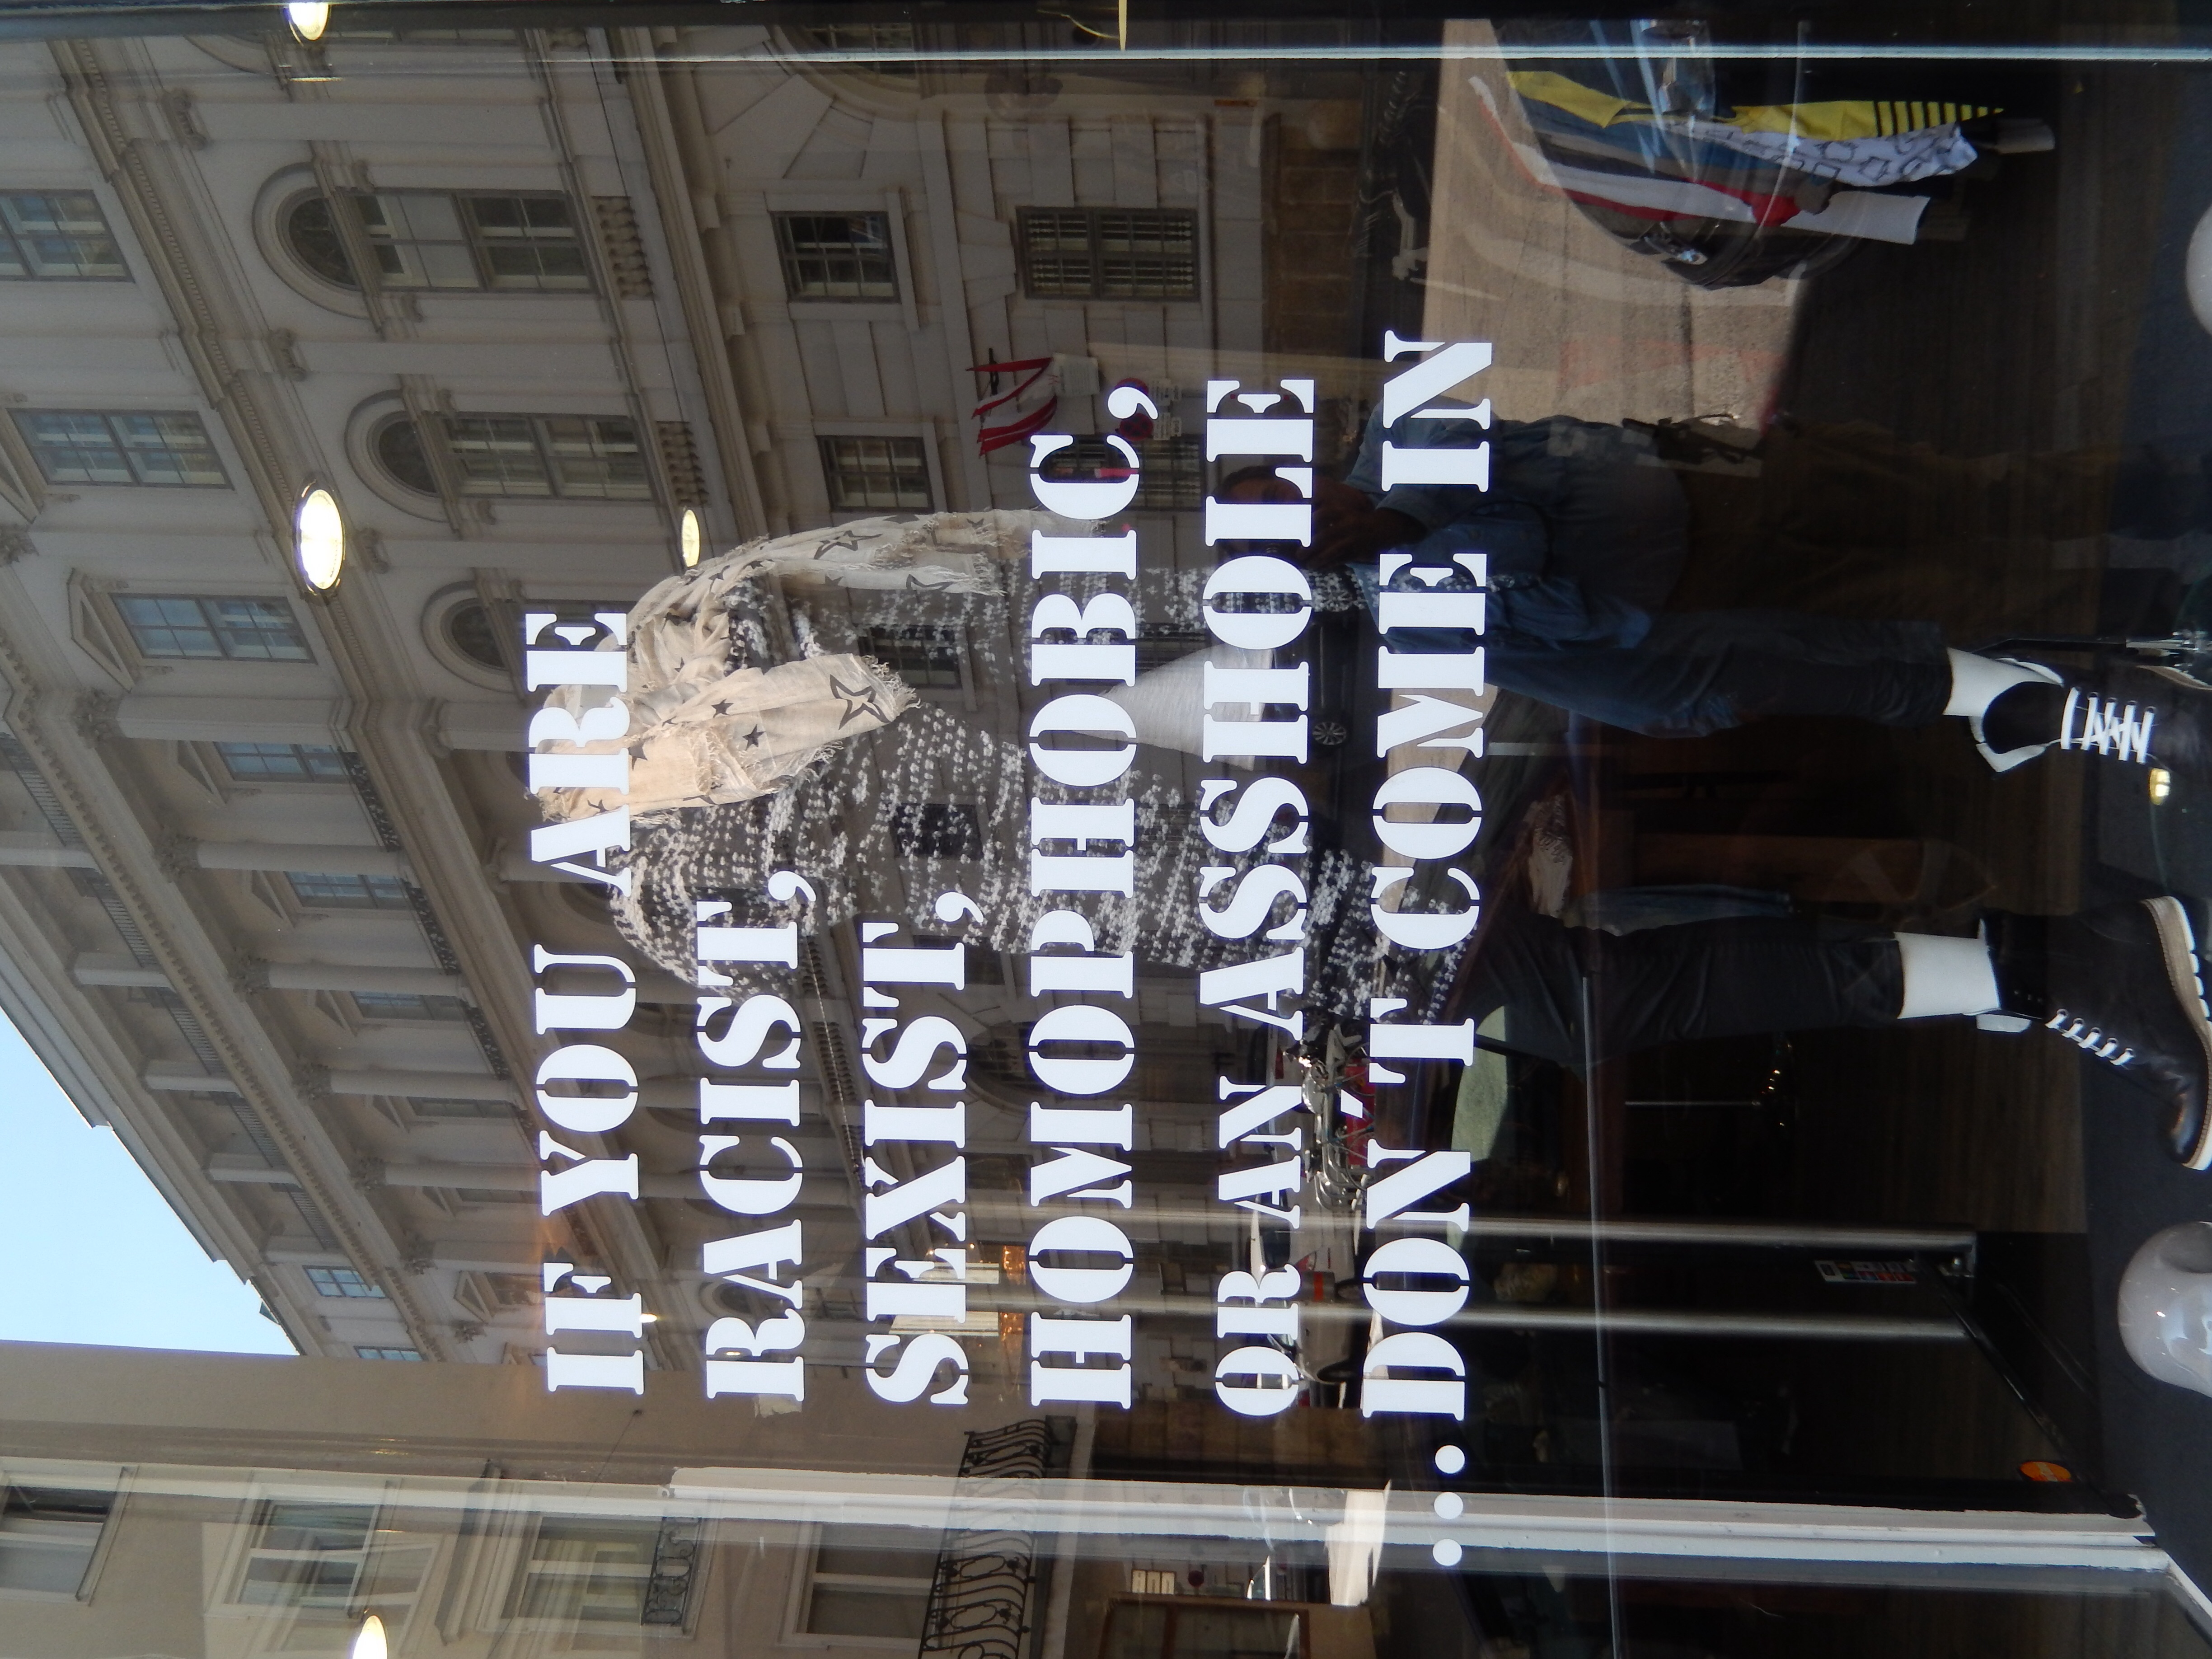 IF YOU ARE
RACIST,
SEXIST,
HOMOPHOBIC,
OR AN ASSHOLE
... DON'T COME IN